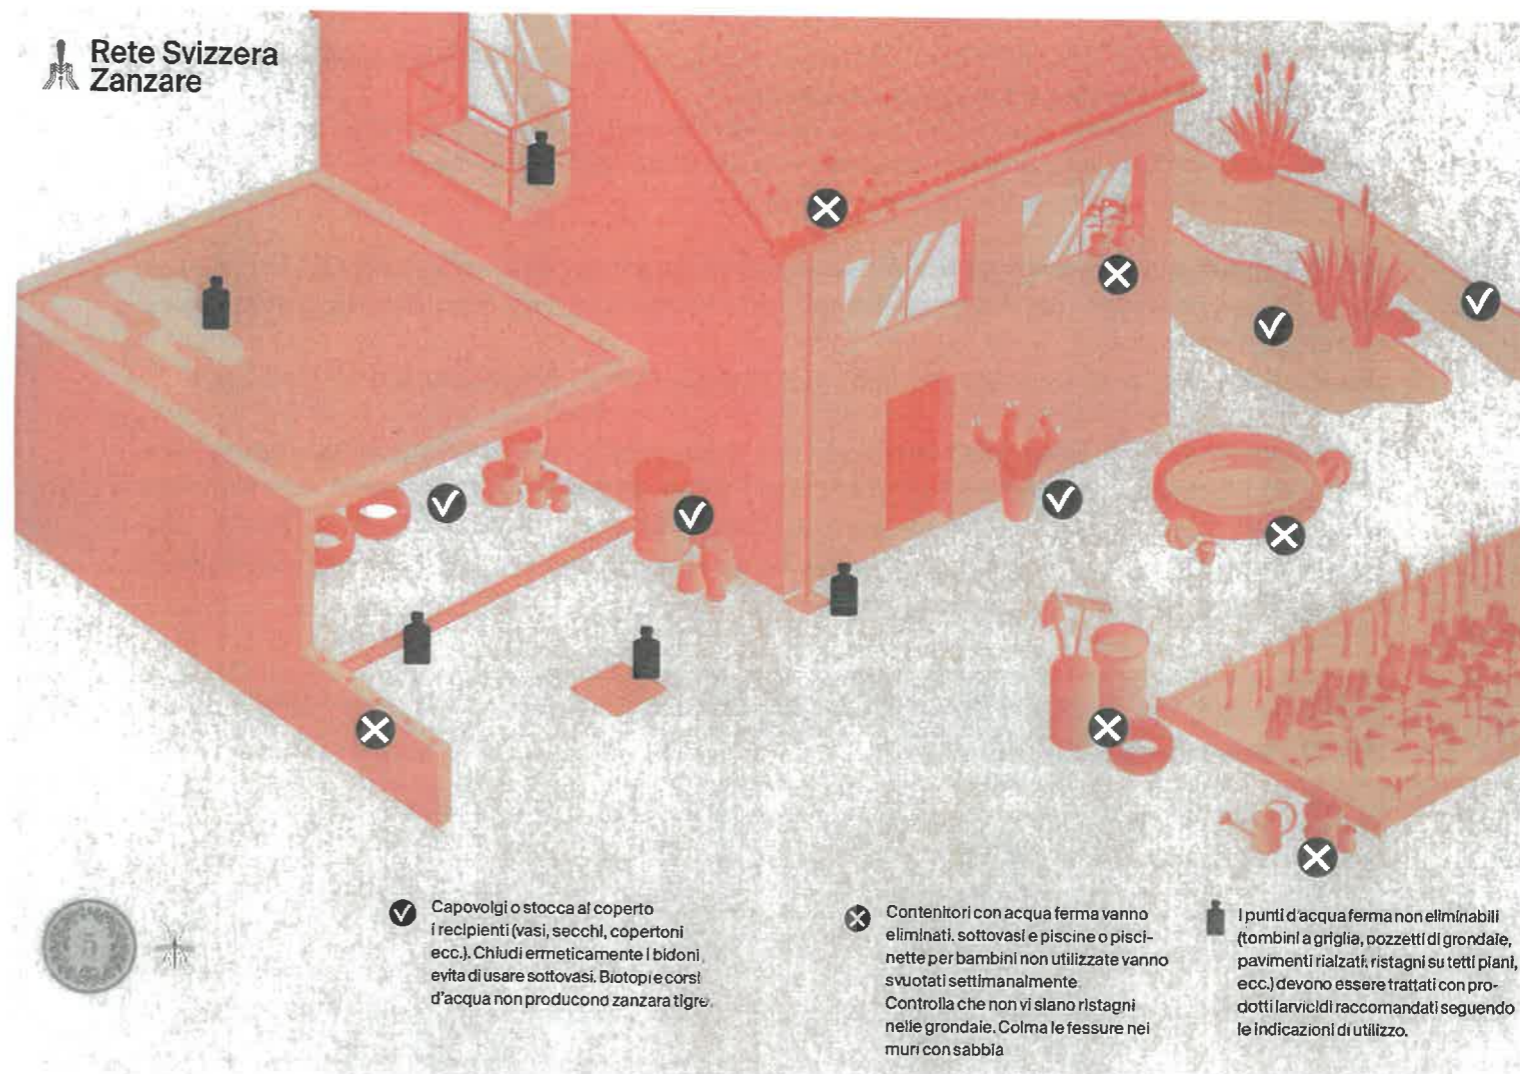 Rete Svizzera
Zanzare
5
Capovolgi o stocca al coperto
i recipienti (vasi, secchi, copertoni
ecc.). Chiudi ermeticamente i bidoni,
evita di usare sottovasi. Biotopi e corsi
d'acqua non producono zanzara tigre.
Contenitori con acqua ferma vanno
eliminati. sottovasi e piscine o pisci-
nette per bambini non utilizzate vanno
svuotati settimanalmente.
Controlla che non vi siano ristagni
nelle grondaie. Colma le fessure nei
muri con sabbia
I punti d'acqua ferma non eliminabili
(tombini a griglia, pozzetti di grondaie,
pavimenti rialzati, ristagni su tetti piani,
ecc.) devono essere trattati con pro-
dotti larvicidi raccomandati seguendo
le indicazioni di utilizzo.